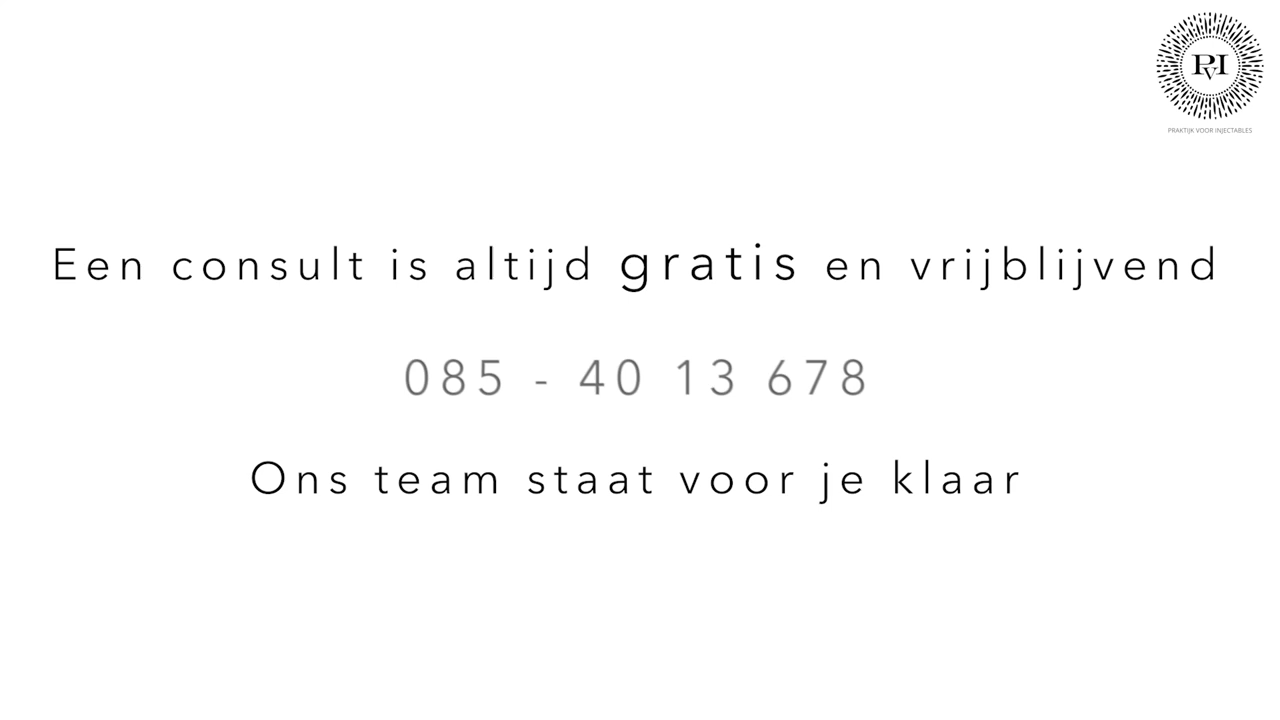 PVI
PRAKTIJK VOOR INJECTABLES
Een consult is altijd gratis en vrijblijvend
085 - 40 13 678
Ons team staat voor je klaar